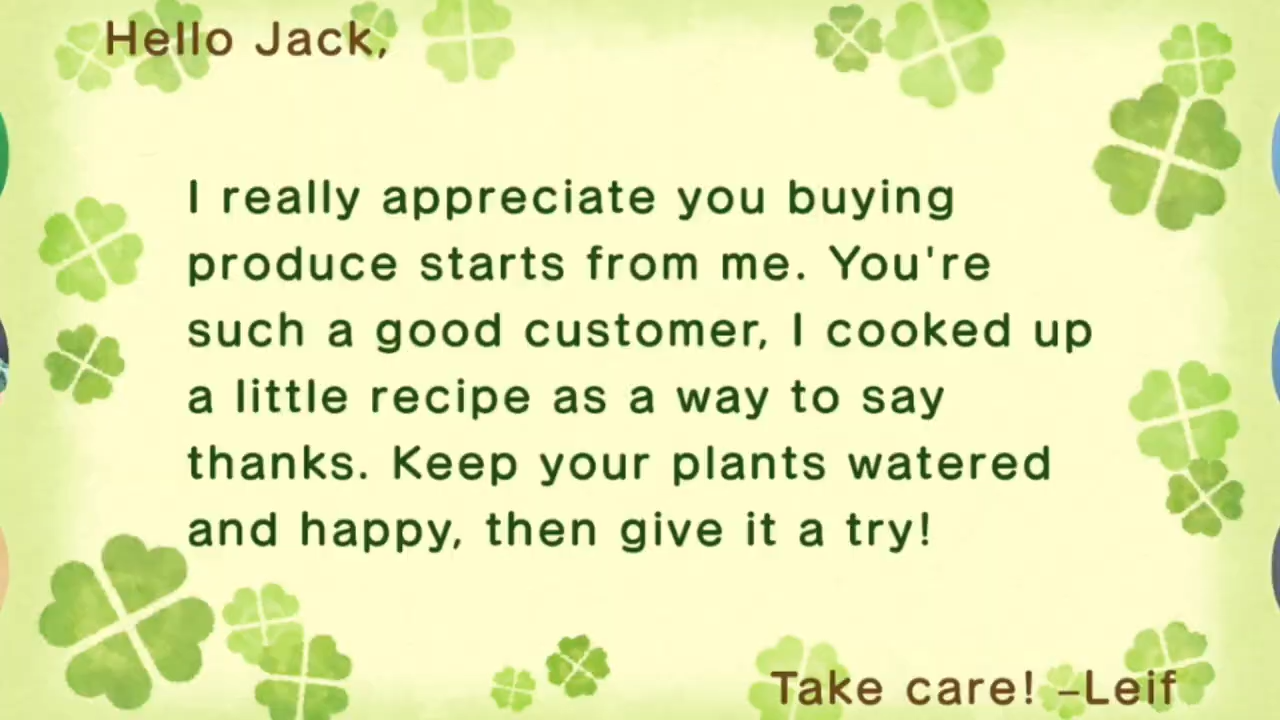 Hello Jack,
I really appreciate you buying
produce starts from me. You're
such a good customer, I cooked up
a little recipe as a way to say
thanks. Keep your plants watered
and happy, then give it a try!
Take care! –Leif